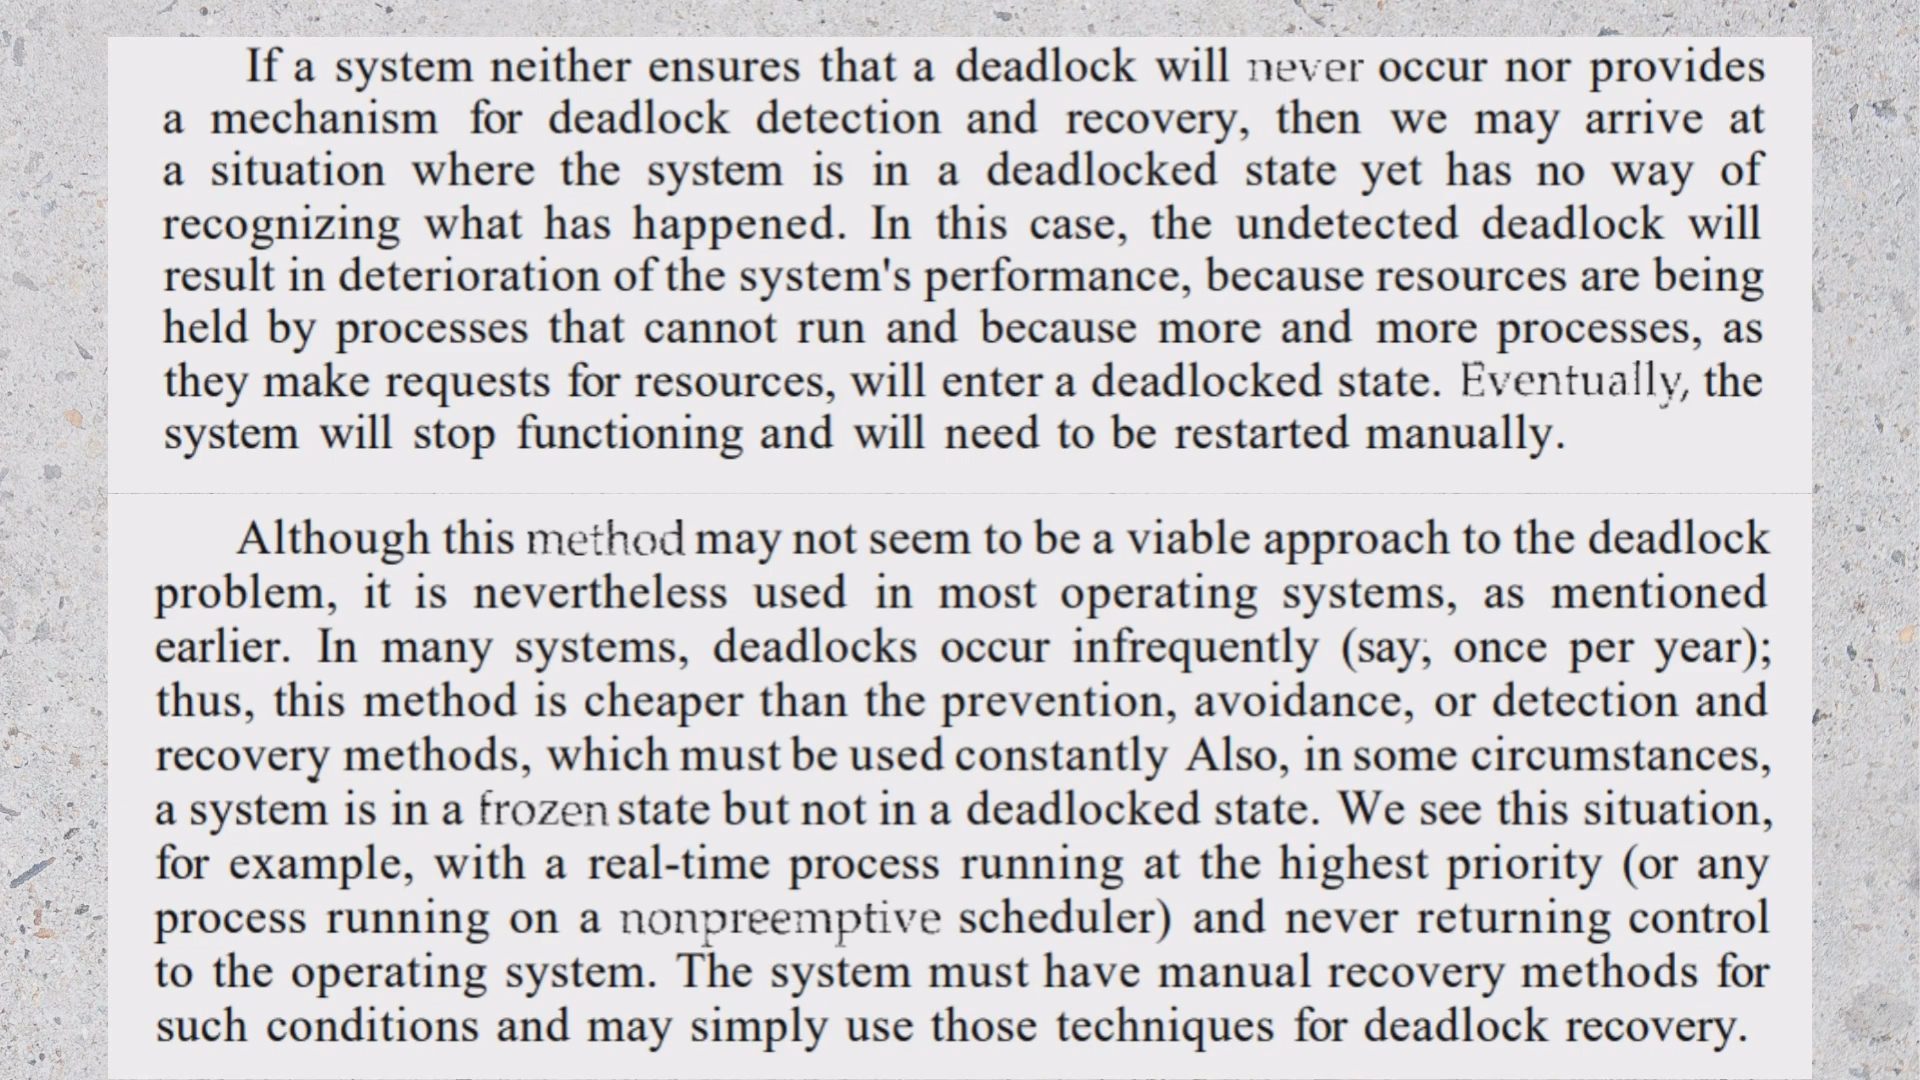 If a system neither ensures that a deadlock will never occur nor provides
a mechanism for deadlock detection and recovery, then we may arrive at
a situation where the system is in a deadlocked state yet has no way of
recognizing what has happened. In this case, the undetected deadlock will
result in deterioration of the system's performance, because resources are being
held by processes that cannot run and because more and more processes, as
they make requests for resources, will enter a deadlocked state. Eventually, the
system will stop functioning and will need to be restarted manually.
Although this method may not seem to be a viable approach to the deadlock
problem, it is nevertheless used in most operating systems, as mentioned
earlier. In many systems, deadlocks occur infrequently (say; once per year);
thus, this method is cheaper than the prevention, avoidance, or detection and
recovery methods, which must be used constantly Also, in some circumstances,
a system is in a frozen state but not in a deadlocked state. We see this situation,
for example, with a real-time process running at the highest priority (or any
process running on a nonpreemptive scheduler) and never returning control
to the operating system. The system must have manual recovery methods for
such conditions and may simply use those techniques for deadlock recovery.